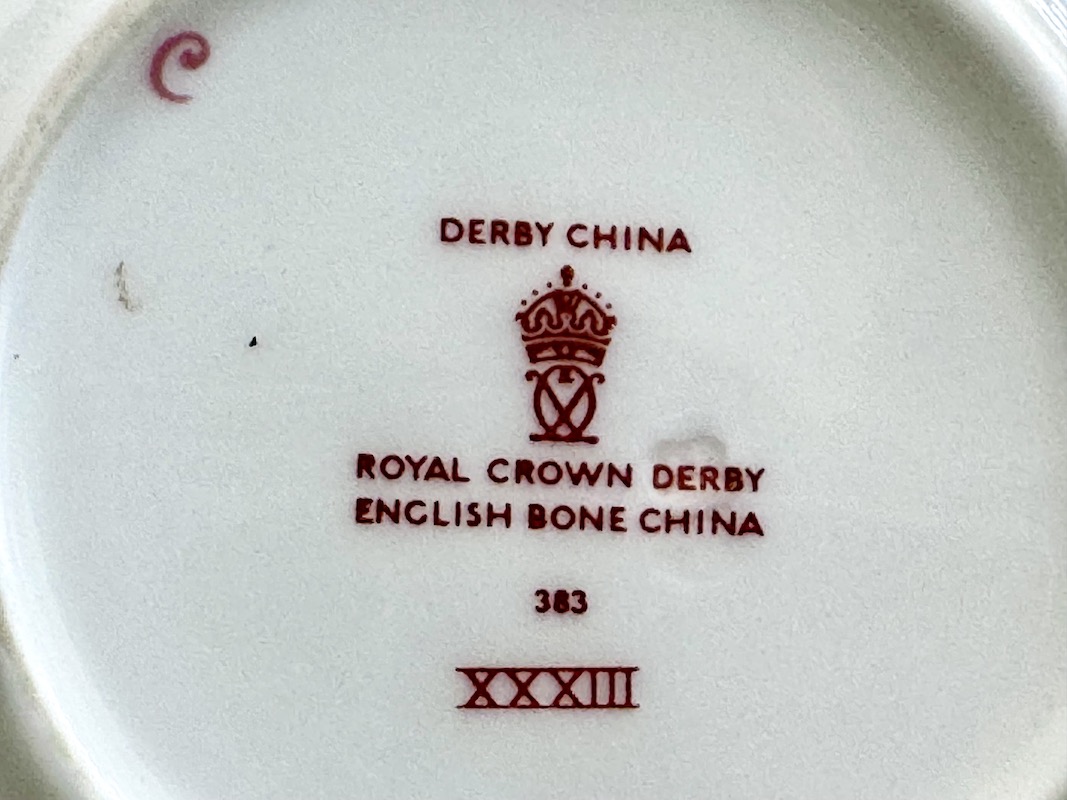 C
DERBY CHINA
ROYAL CROWN DERBY
ENGLISH BONE CHINA
383
XXXIII